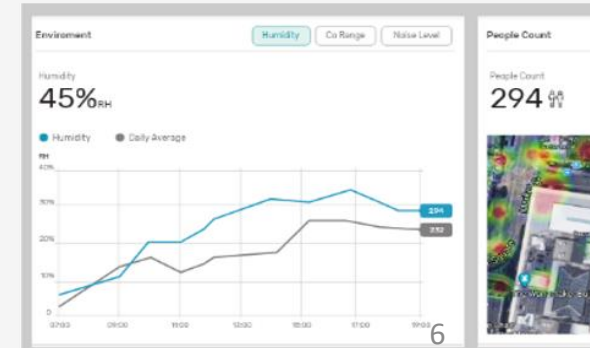 Enviroment
Humidity
Co Range
Noise Level
Humidity
45%RH
Humidity
Daily Average
RH
40%
30%
20%
10%
0
294
232
07:00
09:00
11:00
13:00
15:00
17:00
19:00
6
People Count
People Count
294